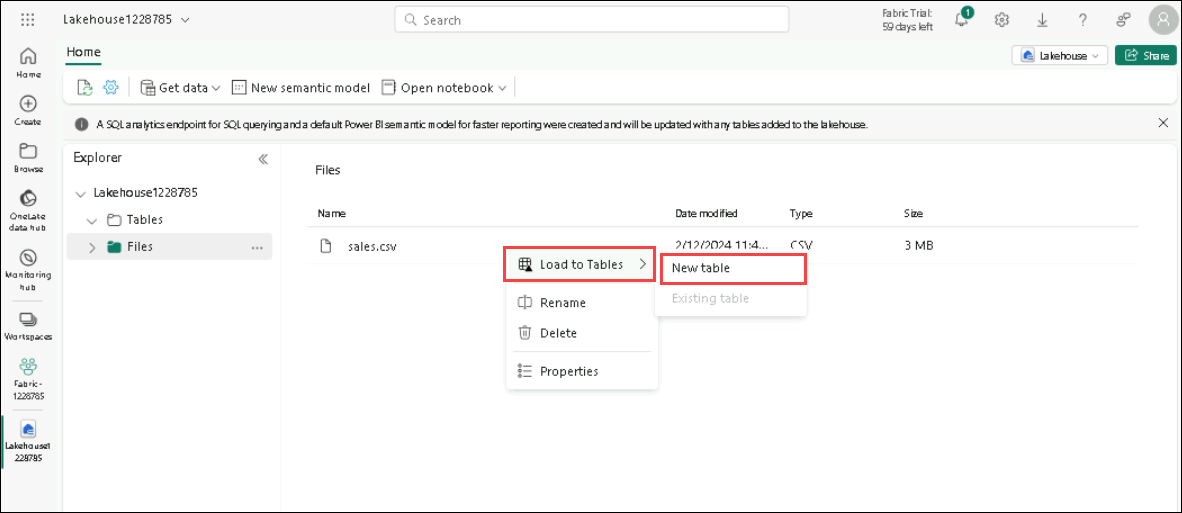 Lakehouse1228785
Search
Fabric Trial:
59 days left
1
Home
Lakehouse
Share
Get data
New semantic model
Open notebook
A SQL analytics endpoint for SQL querying and a default Power BI semantic model for faster reporting were created and will be updated with any tables added to the lakehouse.
Home
Create
Browse
OneLake
data hub
Monitoring
hub
Workspaces
Fabric-
1228785
Lakehouse1
228785
Explorer
Lakehouse1228785
Tables
Files
...
Files
Name
Date modified
Type
Size
sales.csv
2/12/2024 11:4...
CSV
3 MB
Load to Tables
New table
Existing table
Rename
Delete
Properties